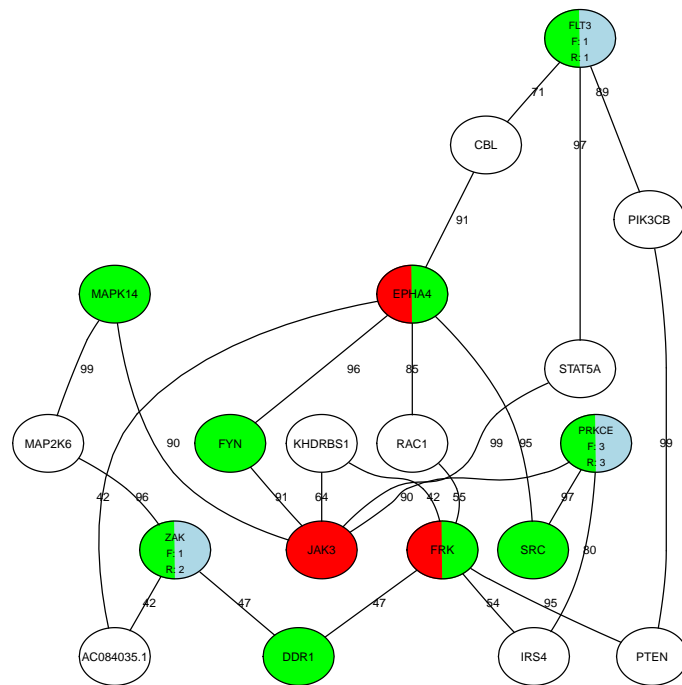 FLT3
F: 1
R: 1
71
89
CBL
97
PIK3CB
91
MAPK14
EPHA4
99
96
85
STAT5A
MAP2K6
FYN
KHDRBS1
RAC1
PRKCE
F: 3
R: 3
90
99
95
99
42
96
91
64
90
42
55
97
ZAK
F: 1
R: 2
JAK3
FRK
SRC
80
42
47
47
54
95
AC084035.1
DDR1
IRS4
PTEN